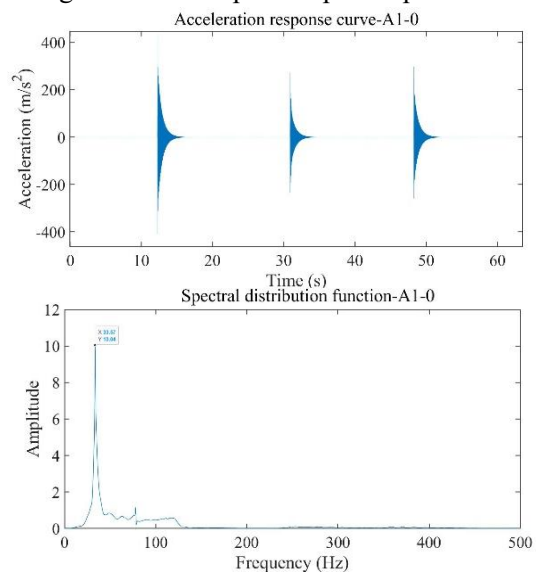 Acceleration response curve-A1-0
400
200
0
-200
-400
Acceleration (m/s²)
0 10 20 30 40 50 60
Time (s)
Spectral distribution function-A1-0
12
10
8
6
4
2
0
Amplitude
0 100 200 300 400 500
Frequency (Hz)